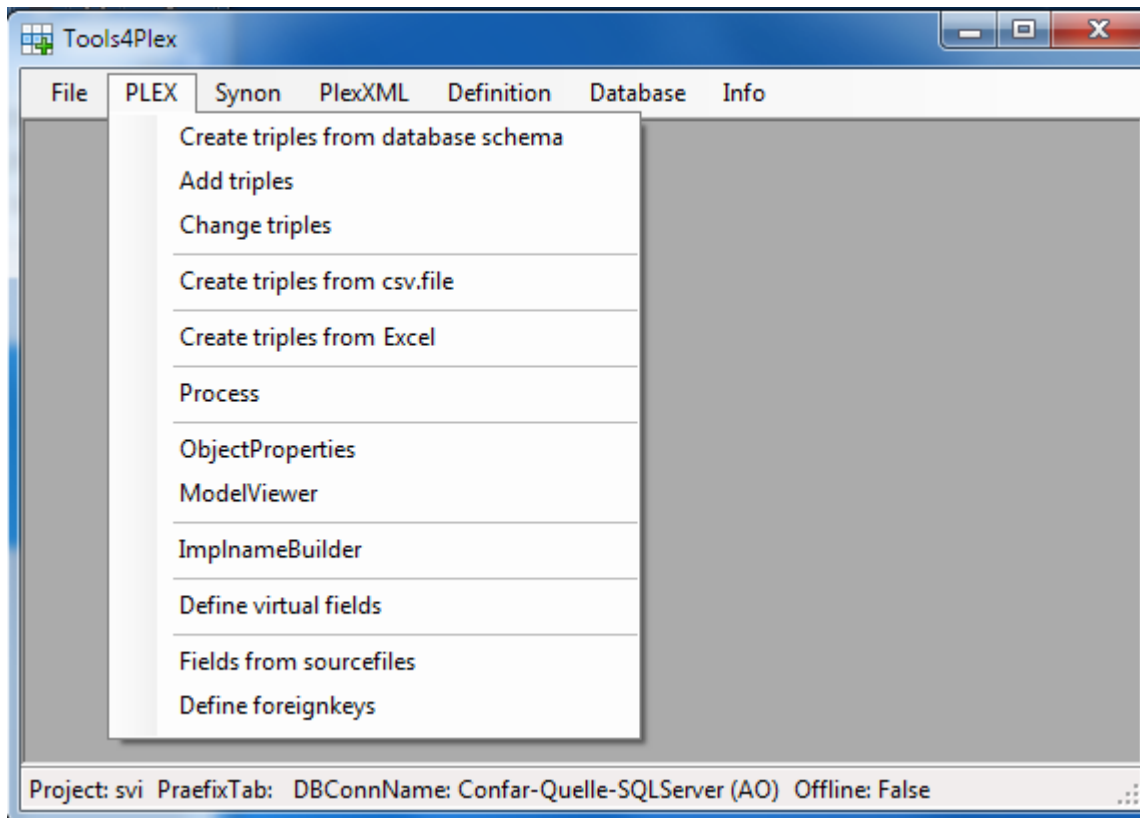 Tools4Plex
File PLEX Synon PlexXML Definition Database Info
Create triples from database schema
Add triples
Change triples
Create triples from csv.file
Create triples from Excel
Process
ObjectProperties
ModelViewer
ImplnameBuilder
Define virtual fields
Fields from sourcefiles
Define foreignkeys
Project: svi PraefixTab: DBConnName: Confar-Quelle-SQLServer (AO) Offline: False